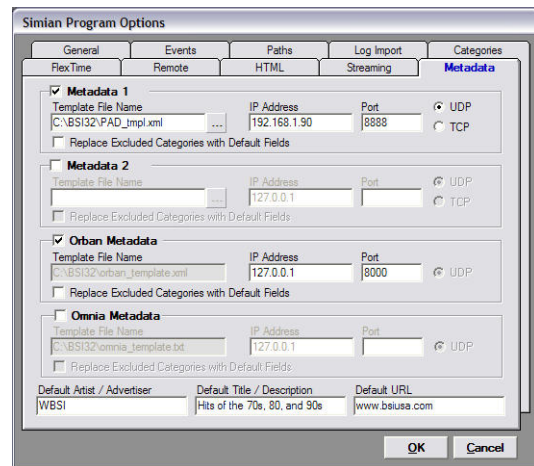 Simian Program Options
General Events Paths Log Import Categories
FlexTime Remote HTML Streaming Metadata
Metadata 1
Template File Name IP Address Port UDP
C:\BSI32\PAD_tmpl.xml ... 192.168.1.90 8888 TCP
Replace Excluded Categories with Default Fields
Metadata 2
Template File Name IP Address Port UDP
... 127.0.0.1 TCP
Replace Excluded Categories with Default Fields
Orban Metadata
Template File Name IP Address Port
C:\BSI32\orban_template.xml 127.0.0.1 8000 UDP
Replace Excluded Categories with Default Fields
Omnia Metadata
Template File Name IP Address Port
C:\BSI32\omnia_template.txt 127.0.0.1 UDP
Replace Excluded Categories with Default Fields
Default Artist / Advertiser Default Title / Description Default URL
WBSI Hits of the 70s, 80, and 90s www.bsiusa.com
OK Cancel